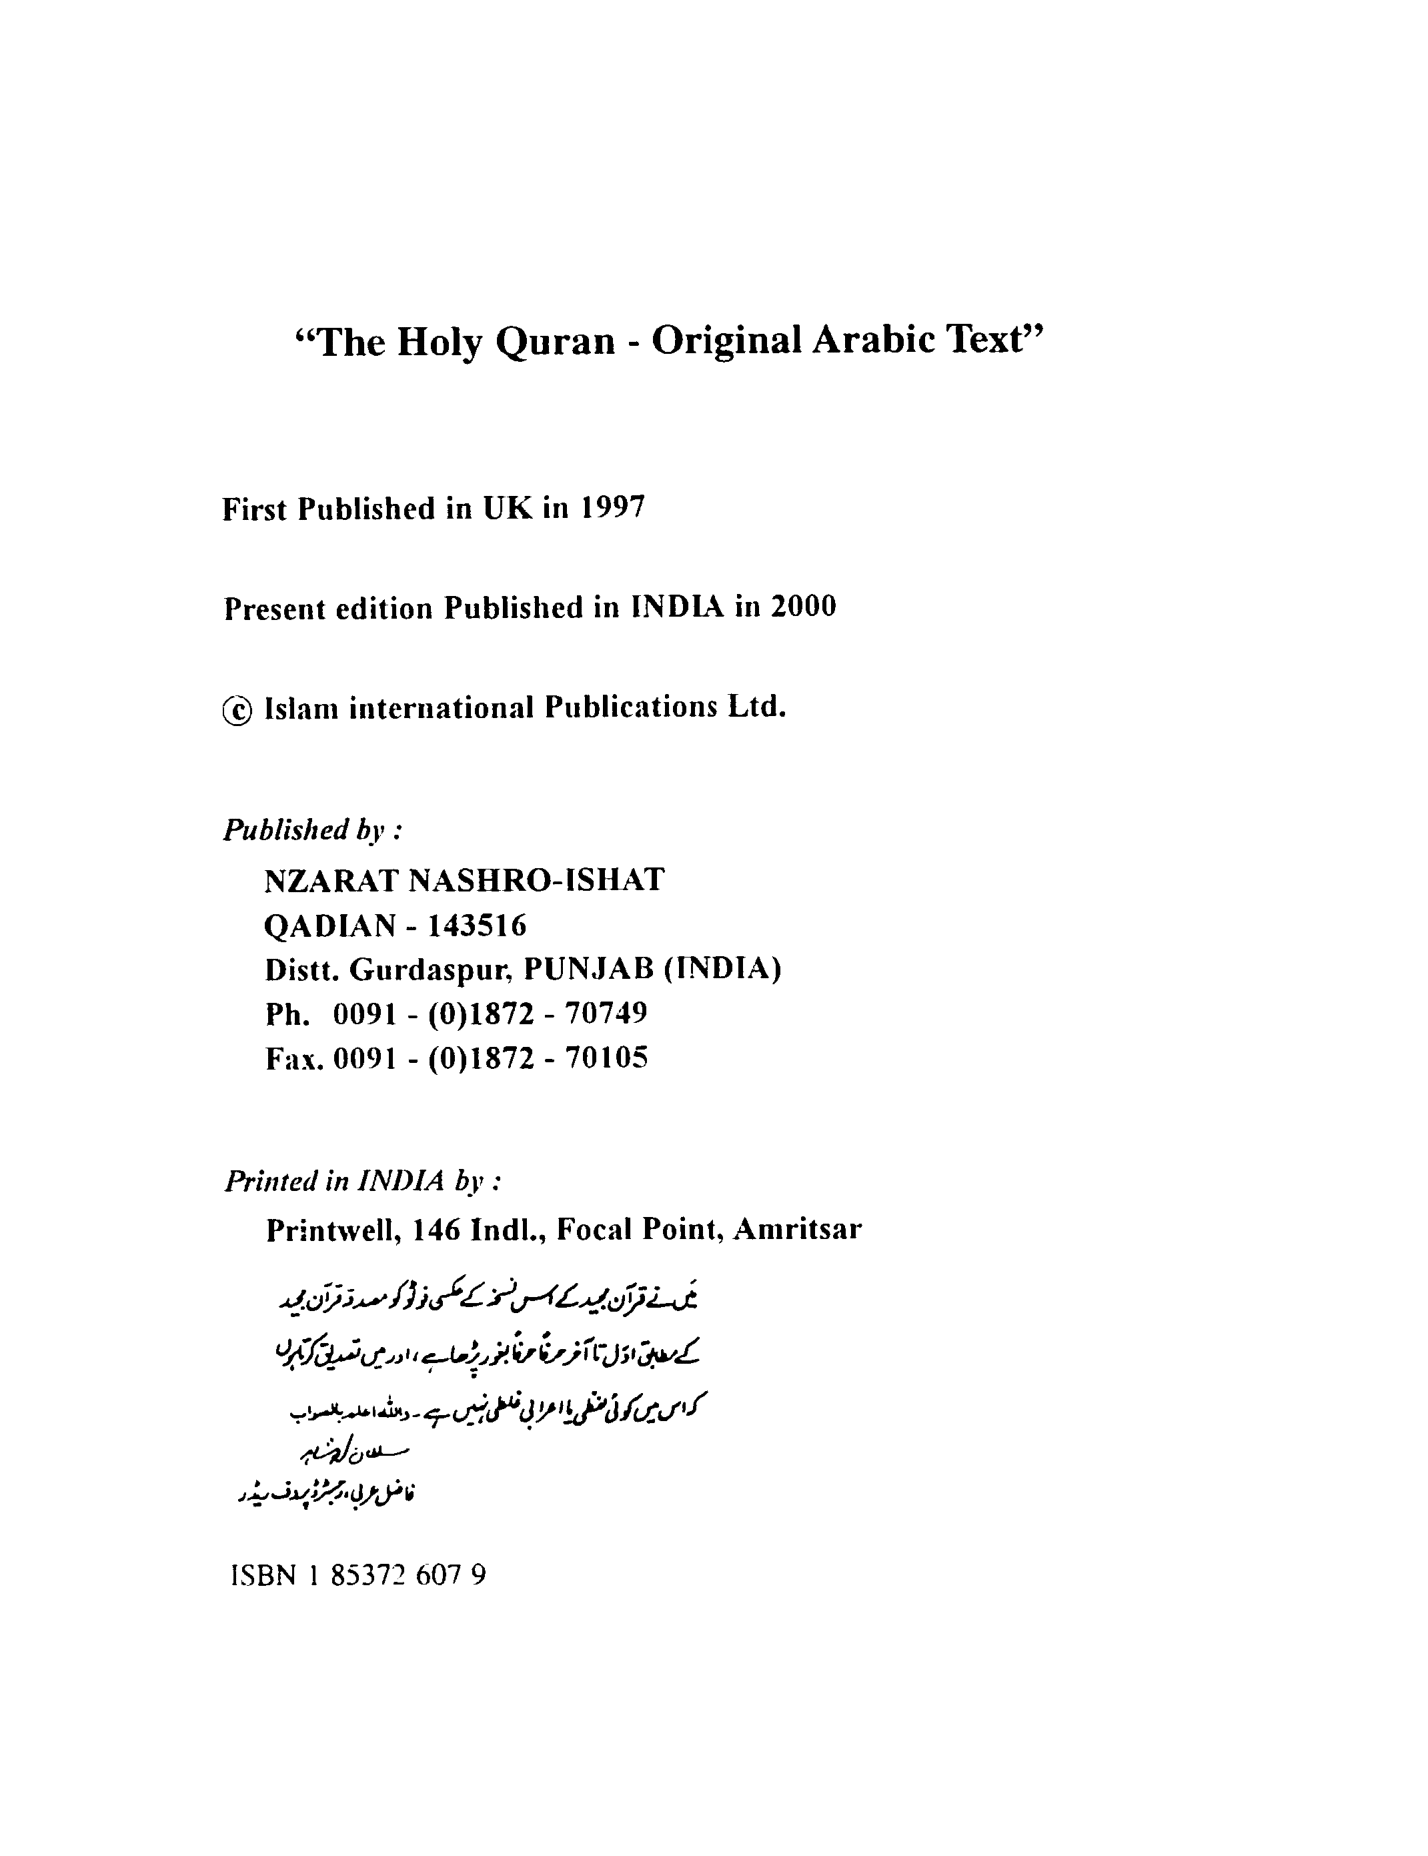 “The Holy Quran - Original Arabic Text”
First Published in UK in 1997
Present edition Published in INDIA in 2000
© Islam international Publications Ltd.
Published by :
NZARAT NASHRO-ISHAT
QADIAN - 143516
Distt. Gurdaspur, PUNJAB (INDIA)
Ph. 0091 - (0)1872 - 70749
Fax. 0091 - (0)1872 - 70105
Printed in INDIA by :
Printwell, 146 Indl., Focal Point, Amritsar
میں نے قرآن مجید کے اس نسخہ کے عکسی فوٹو کو مصدقہ قرآن مجید
کے مطابق اوّل تا آخر حرفاً حرفاً بغور پڑھا ہے، اور میں تصدیق کرتا ہوں
کہ اس میں کوئی لفظی یا اعرابی غلطی نہیں ہے۔ واللہ اعلم بالصواب
فاضل عربی، رجسٹرڈ پروف ریڈر
ISBN 1 85372 607 9